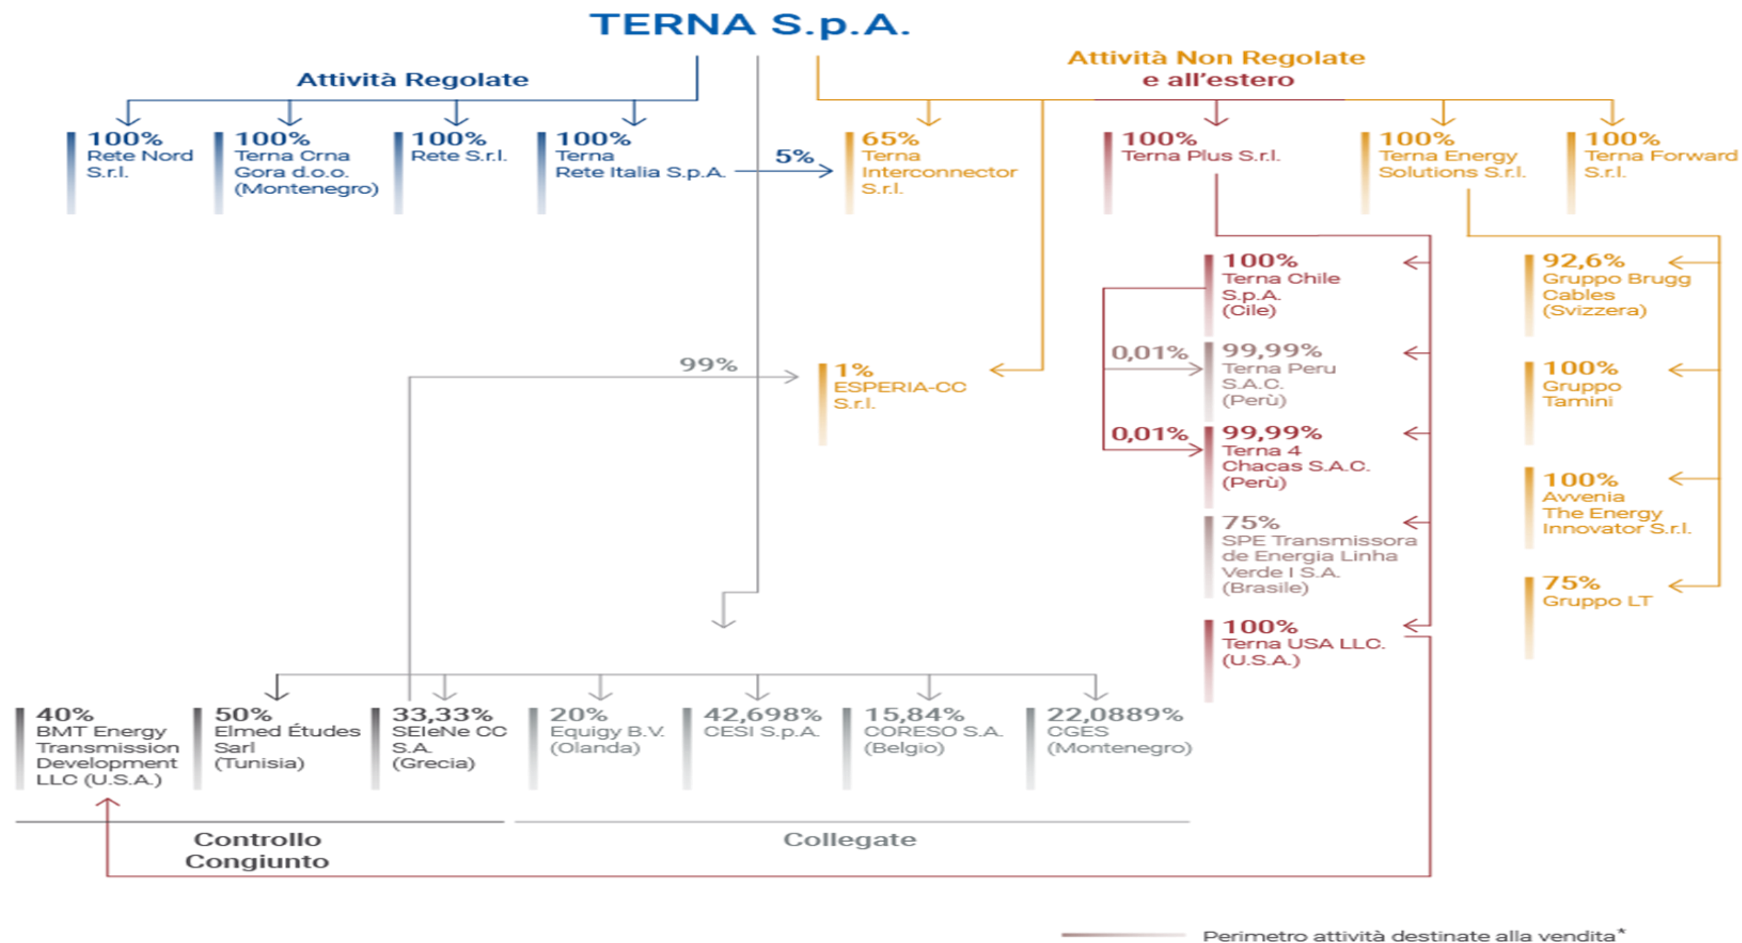 TERNA S.p.A.
Attività Regolate
Attività Non Regolate
e all'estero
100%
Rete Nord
S.r.l.
100%
Terna Crna
Gora d.o.o.
(Montenegro)
100%
Rete S.r.l.
100%
Terna
Rete Italia S.p.A.
5%
65%
Terna
Interconnector
S.r.l.
100%
Terna Plus S.r.l.
100%
Terna Energy
Solutions S.r.l.
100%
Terna Forward
S.r.l.
100%
Terna Chile
S.p.A.
(Cile)
0,01%
99,99%
Terna Peru
S.A.C.
(Perù)
0,01%
99,99%
Terna 4
Chacas S.A.C.
(Perù)
75%
SPE Transmissora
de Energia Linha
Verde I S.A.
(Brasile)
100%
Terna USA LLC.
(U.S.A.)
92,6%
Gruppo Brugg
Cables
(Svizzera)
100%
Gruppo
Tamini
100%
Avvenia
The Energy
Innovator S.r.l.
75%
Gruppo LT
99%
1%
ESPERIA-CC
S.r.l.
40%
BMT Energy
Transmission
Development
LLC (U.S.A.)
50%
Elmed Études
Sarl
(Tunisia)
33,33%
SEleNe CC
S.A.
(Grecia)
20%
Equigy B.V.
(Olanda)
42,698%
CESI S.p.A.
15,84%
CORESO S.A.
(Belgio)
22,0889%
CGES
(Montenegro)
Controllo
Congiunto
Collegate
Perimetro attività destinate alla vendita*